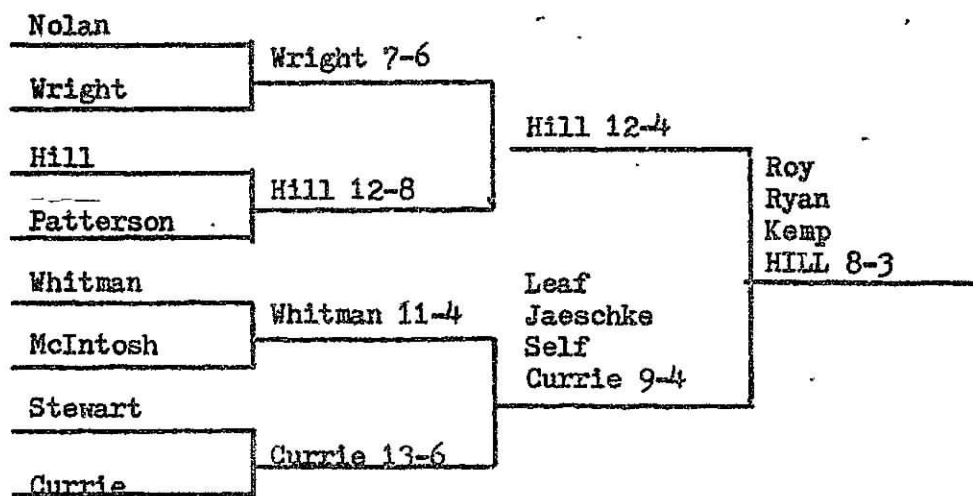 Nolan
Wright 7-6
Wright
Hill 12-4
Hill
Roy
Ryan
Kemp
HILL 8-3
Hill 12-8
Patterson
Whitman
Whitman 11-4
McIntosh
Leaf
Jaeschke
Self
Currie 9-4
Stewart
Currie 13-6
Currie